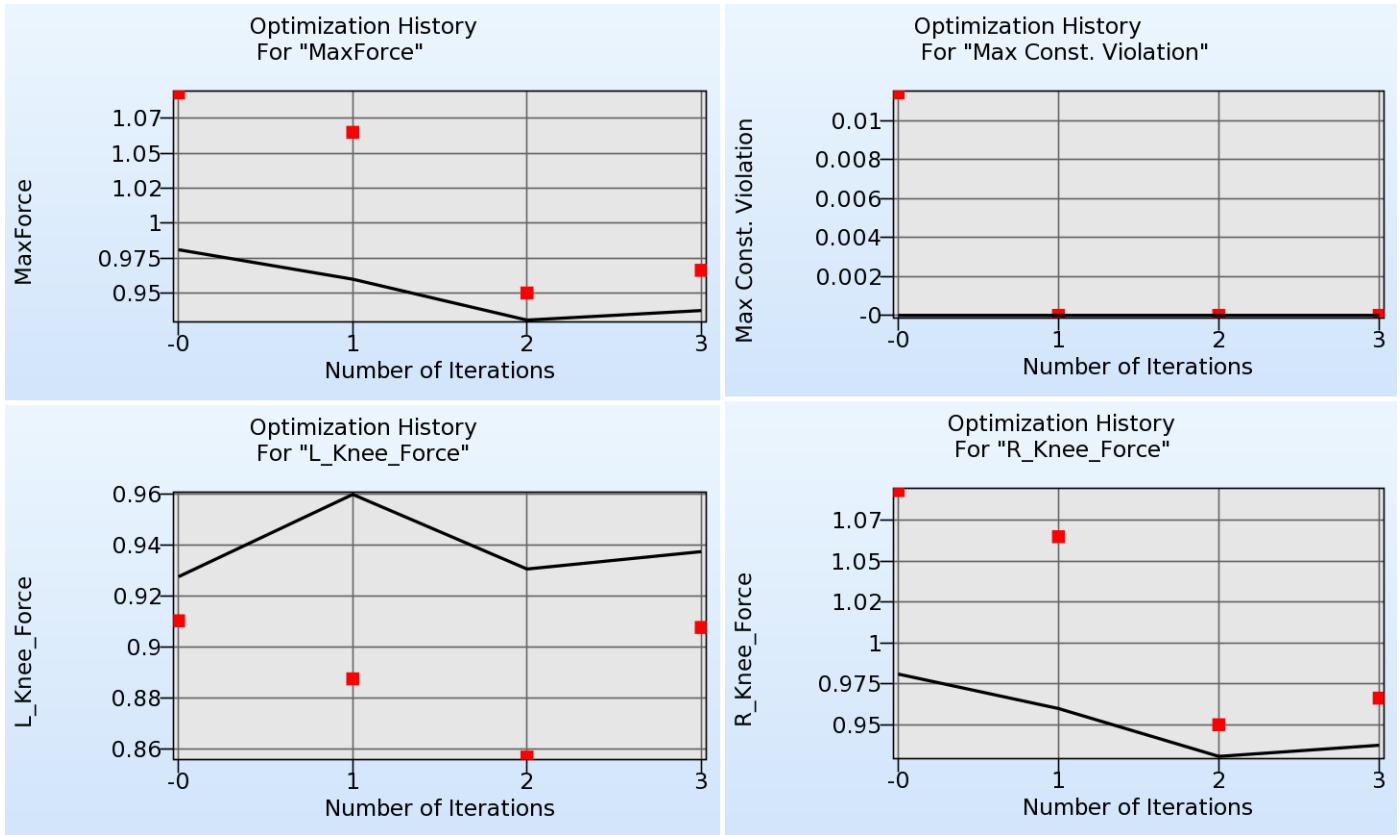 Optimization History
For "MaxForce"
1.07
1.05
1.02
1
0.975
0.95
MaxForce
-0 1 2 3
Number of Iterations
Optimization History
For "Max Const. Violation"
0.01
0.008
0.006
0.004
0.002
-0
Max Const. Violation
-0 1 2 3
Number of Iterations
Optimization History
For "L_Knee_Force"
0.96
0.94
0.92
0.9
0.88
0.86
L_Knee_Force
-0 1 2 3
Number of Iterations
Optimization History
For "R_Knee_Force"
1.07
1.05
1.02
1
0.975
0.95
R_Knee_Force
-0 1 2 3
Number of Iterations